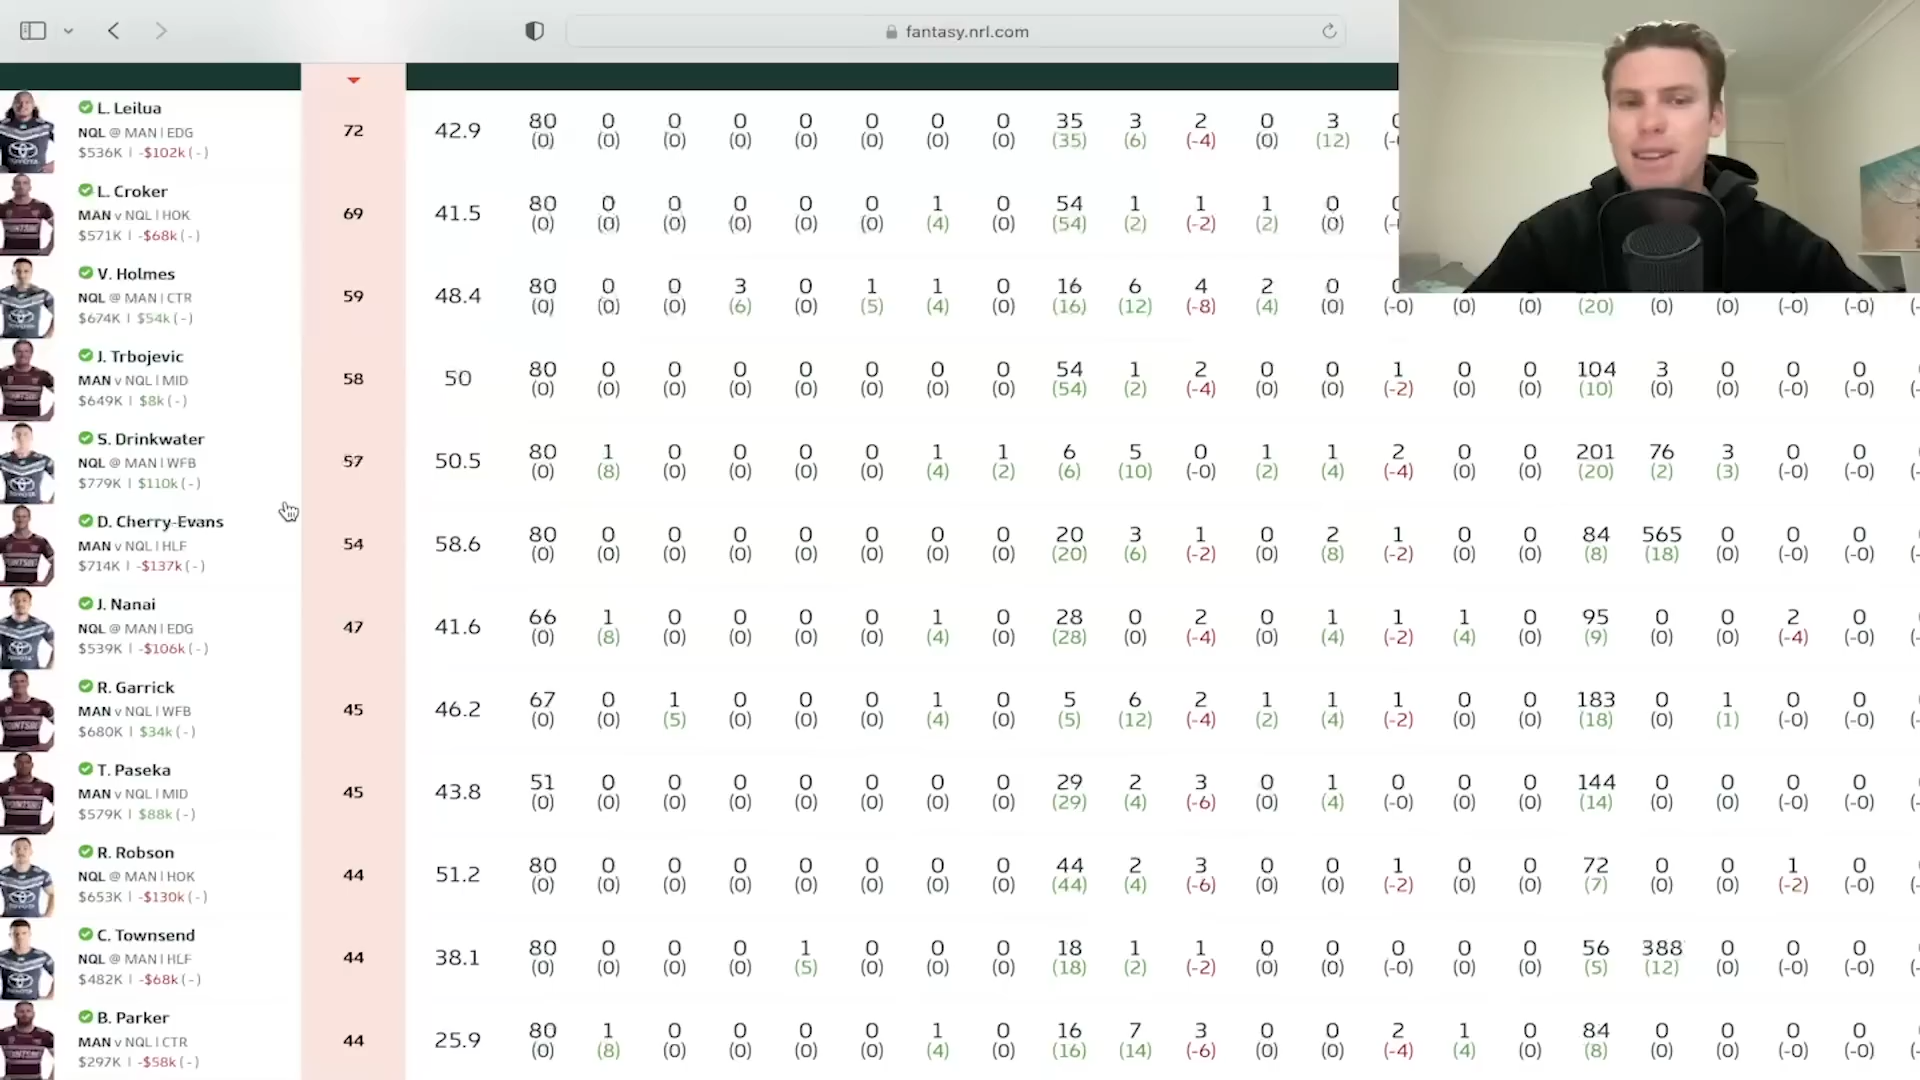 fantasy.nrl.com
L. Leilua
NQL @ MAN | EDG
$536K | -$102k ( - )
72 42.9 80 0 0 0 0 0 0 0 35 3 2 0 3
(0) (0) (0) (0) (0) (0) (0) (0) (35) (6) (-4) (0) (12)
L. Croker
MAN v NQL | HOK
$571K | -$68k ( - )
69 41.5 80 0 0 0 0 0 1 0 54 1 1 1 0
(0) (0) (0) (0) (0) (0) (4) (0) (54) (2) (-2) (2) (0)
V. Holmes
NQL @ MAN | CTR
$674K | $54k ( - )
59 48.4 80 0 0 3 0 1 1 0 16 6 4 2 0
(0) (0) (0) (6) (0) (5) (4) (0) (16) (12) (-8) (4) (0) (-0) (0) (0) (20) (0) (0) (-0) (-0)
J. Trbojevic
MAN v NQL | MID
$649K | $8k ( - )
58 50 80 0 0 0 0 0 0 0 54 1 2 0 0 1 0 0 104 3 0 0 0
(0) (0) (0) (0) (0) (0) (0) (0) (54) (2) (-4) (0) (0) (-2) (0) (0) (10) (0) (0) (-0) (-0)
S. Drinkwater
NQL @ MAN | WFB
$779K | $110k ( - )
57 50.5 80 1 0 0 0 0 1 1 6 5 0 1 1 2 0 0 201 76 3 0 0
(0) (8) (0) (0) (0) (0) (4) (2) (6) (10) (-0) (2) (4) (-4) (0) (0) (20) (2) (3) (-0) (-0)
D. Cherry-Evans
MAN v NQL | HLF
$714K | -$137k ( - )
54 58.6 80 0 0 0 0 0 0 0 20 3 1 0 2 1 0 0 84 565 0 0 0
(0) (0) (0) (0) (0) (0) (0) (0) (20) (6) (-2) (0) (8) (-2) (0) (0) (8) (18) (0) (-0) (-0)
J. Nanai
NQL @ MAN | EDG
$539K | -$106k ( - )
47 41.6 66 1 0 0 0 0 1 0 28 0 2 0 1 1 1 0 95 0 0 2 0
(0) (8) (0) (0) (0) (0) (4) (0) (28) (0) (-4) (0) (4) (-2) (4) (0) (9) (0) (0) (-4) (-0)
R. Garrick
MAN v NQL | WFB
$680K | $34k ( - )
45 46.2 67 0 1 0 0 0 1 0 5 6 2 1 1 1 0 0 183 0 1 0 0
(0) (0) (5) (0) (0) (0) (4) (0) (5) (12) (-4) (2) (4) (-2) (0) (0) (18) (0) (1) (-0) (-0)
T. Paseka
MAN v NQL | MID
$579K | $88k ( - )
45 43.8 51 0 0 0 0 0 0 0 29 2 3 0 1 0 0 0 144 0 0 0 0
(0) (0) (0) (0) (0) (0) (0) (0) (29) (4) (-6) (0) (4) (-0) (0) (0) (14) (0) (0) (-0) (-0)
R. Robson
NQL @ MAN | HOK
$653K | -$130k ( - )
44 51.2 80 0 0 0 0 0 0 0 44 2 3 0 0 1 0 0 72 0 0 1 0
(0) (0) (0) (0) (0) (0) (0) (0) (44) (4) (-6) (0) (0) (-2) (0) (0) (7) (0) (0) (-2) (-0)
C. Townsend
NQL @ MAN | HLF
$482K | -$68k ( - )
44 38.1 80 0 0 0 1 0 0 0 18 1 1 0 0 0 0 0 56 388 0 0 0
(0) (0) (0) (0) (5) (0) (0) (0) (18) (2) (-2) (0) (0) (-0) (0) (0) (5) (12) (0) (-0) (-0)
B. Parker
MAN v NQL | CTR
$297K | -$58k ( - )
44 25.9 80 1 0 0 0 0 1 0 16 7 3 0 0 2 1 0 84 0 0 0 0
(0) (8) (0) (0) (0) (0) (4) (0) (16) (14) (-6) (0) (0) (-4) (4) (0) (8) (0) (0) (-0) (-0)